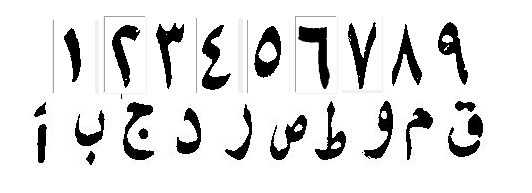 ١ ٢ ٣ ٤ ٥ ٦ ٧ ٨ ٩
أ ب ج د ر ص ط و م ق